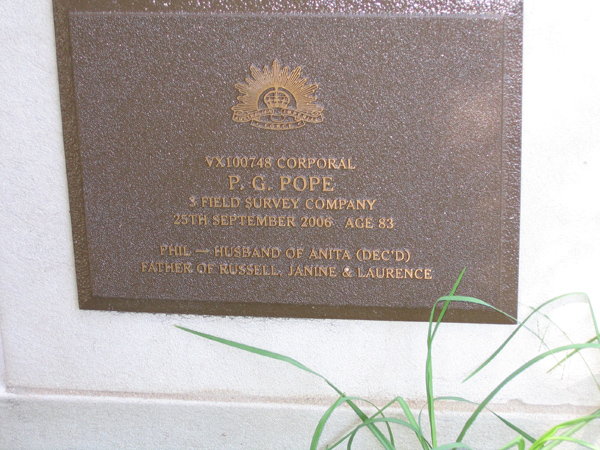 VX100748 CORPORAL
P. G. POPE
3 FIELD SURVEY COMPANY
25TH SEPTEMBER 2006 AGE 83
PHIL — HUSBAND OF ANITA (DEC'D)
FATHER OF RUSSELL, JANINE & LAURENCE